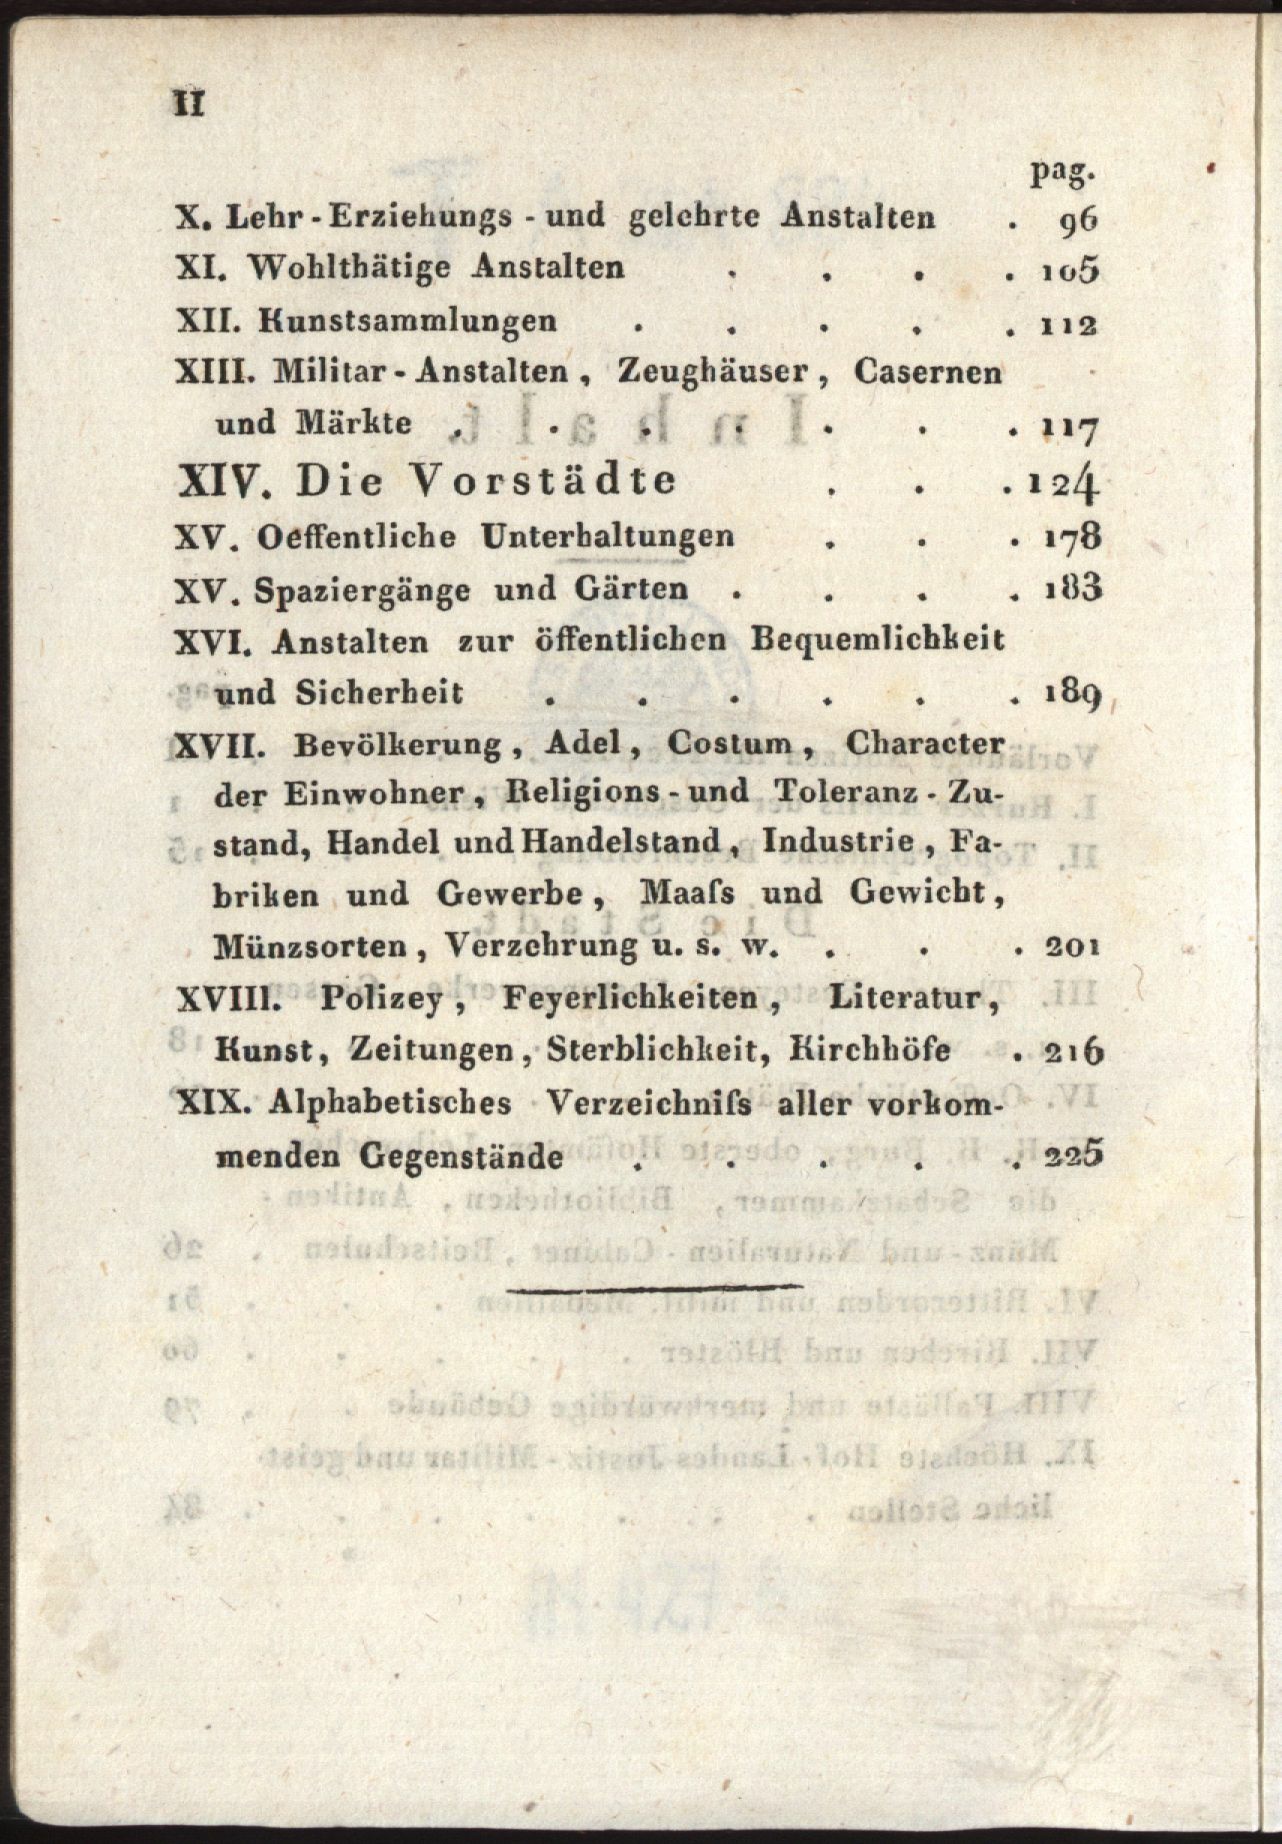 II
pag.
X. Lehr-Erziehungs-und gelehrte Anstalten . 96
XI. Wohlthätige Anstalten . . . . 105
XII. Kunstsammlungen . . . . . 112
XIII. Militar-Anstalten, Zeughäuser, Casernen
und Märkte . . . . . . . 117
XIV. Die Vorstädte . . . 124
XV. Oeffentliche Unterhaltungen . . . 178
XV. Spaziergänge und Gärten . . . . 183
XVI. Anstalten zur öffentlichen Bequemlichkeit
und Sicherheit . . . . . . 189
XVII. Bevölkerung, Adel, Costum, Character
der Einwohner, Religions-und Toleranz-Zu-
stand, Handel und Handelstand, Industrie, Fa-
briken und Gewerbe, Maaſs und Gewicht,
Münzsorten, Verzehrung u. s. w. . . . 201
XVIII. Polizey, Feyerlichkeiten, Literatur,
Kunst, Zeitungen, Sterblichkeit, Kirchhöfe . 216
XIX. Alphabetisches Verzeichniſs aller vorkom-
menden Gegenstände . . . . . 225